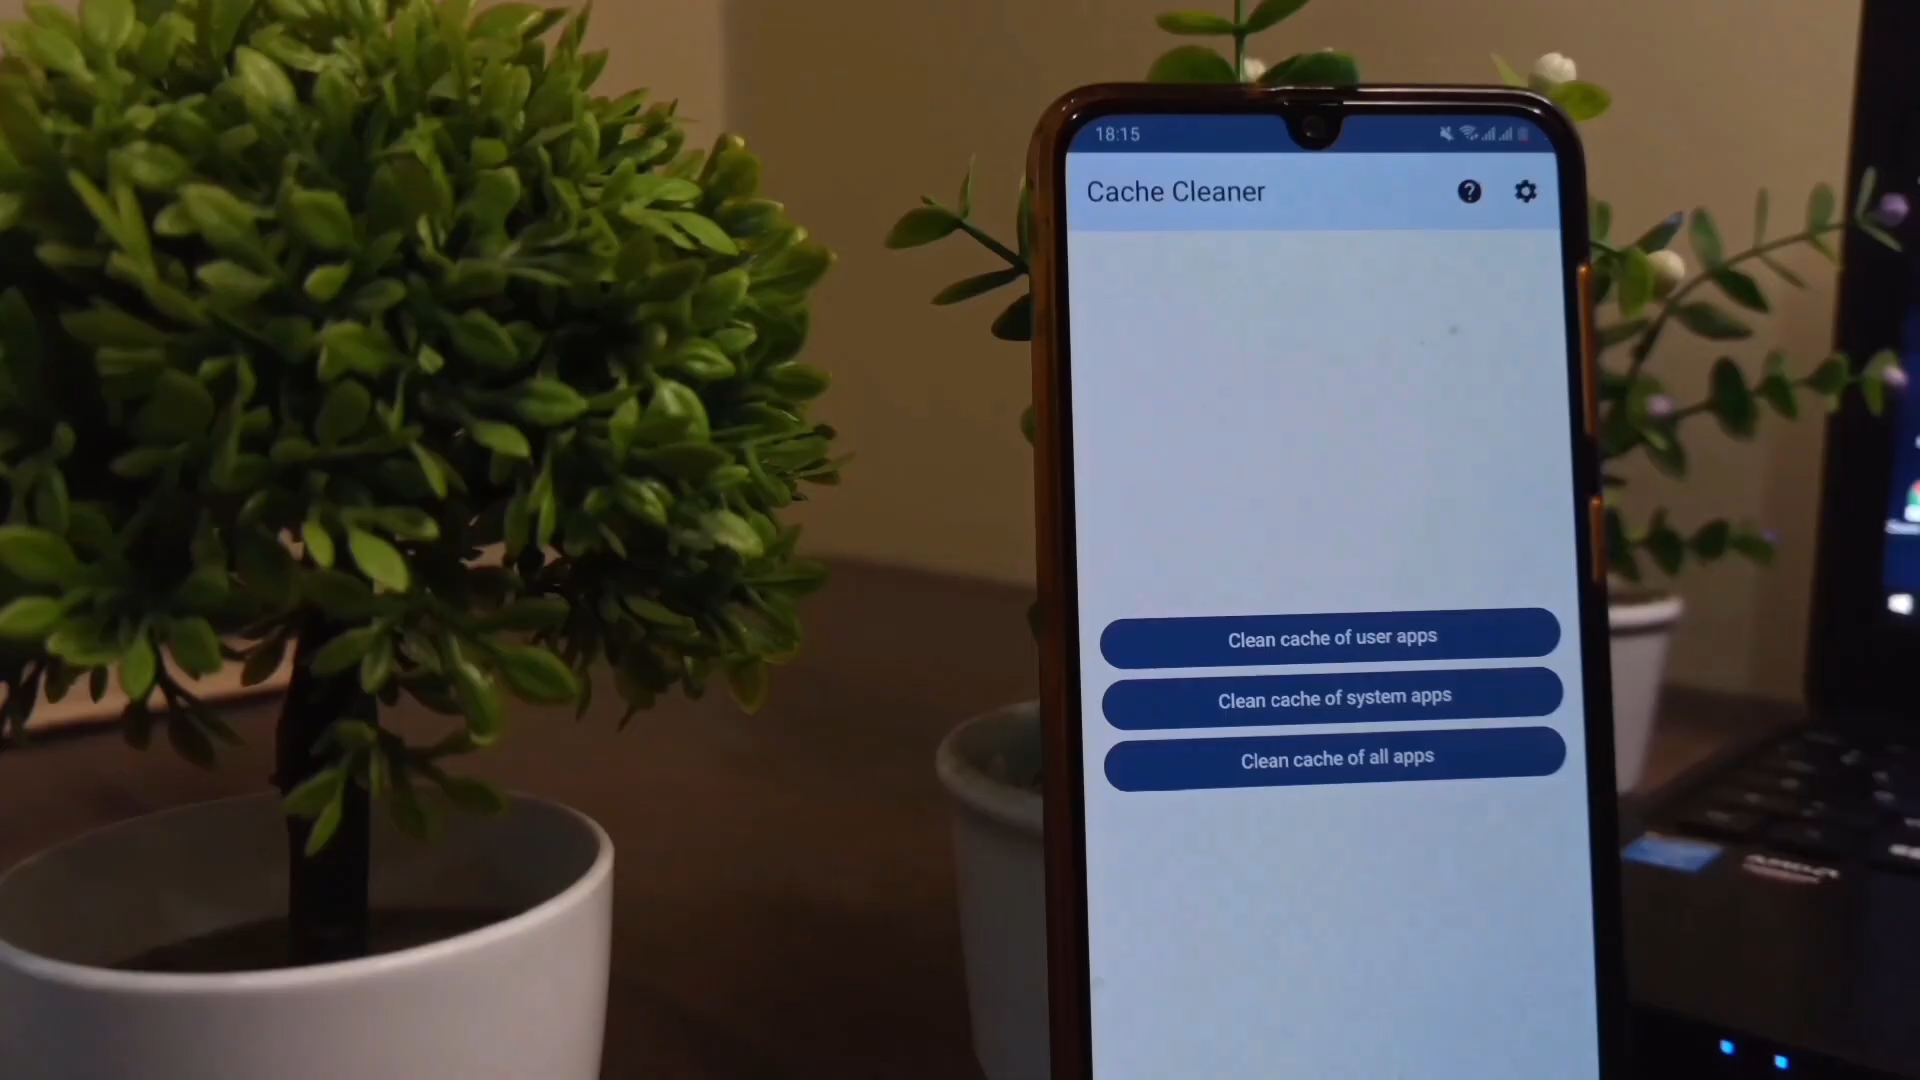 18:15
Cache Cleaner
Clean cache of user apps
Clean cache of system apps
Clean cache of all apps
AMD